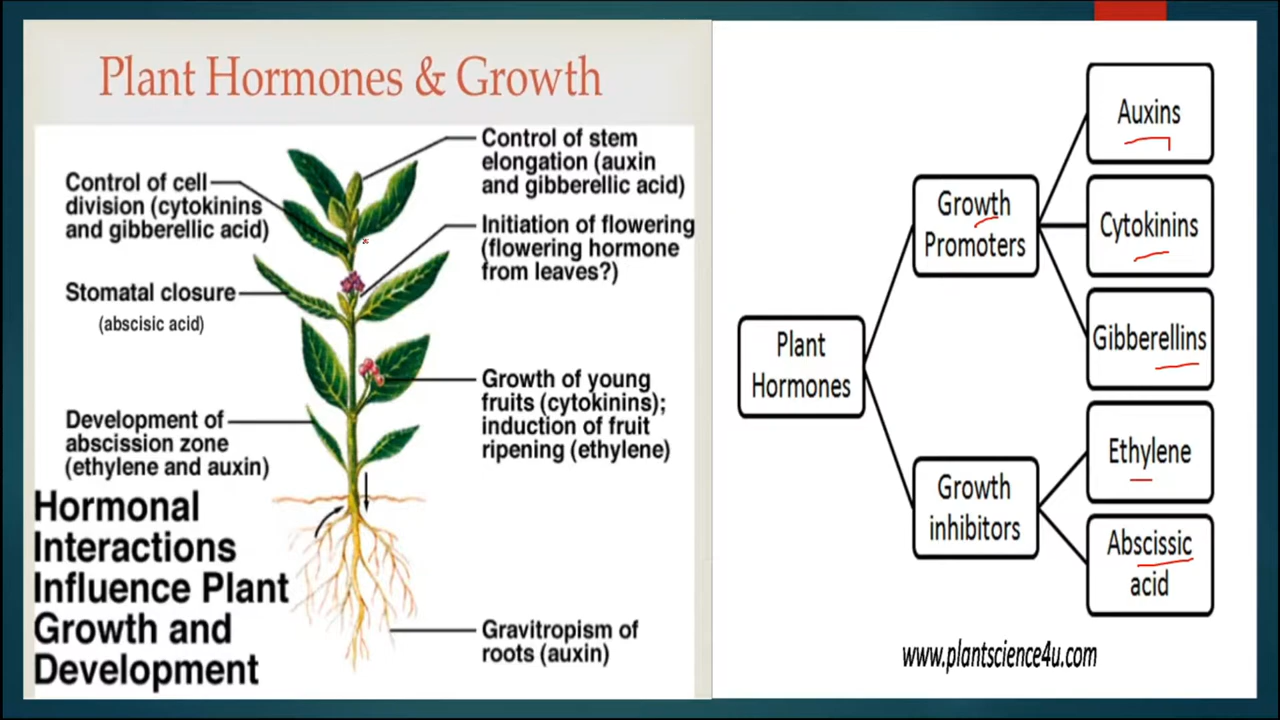 Plant Hormones & Growth
Control of cell
division (cytokinins
and gibberellic acid)
Stomatal closure
(abscisic acid)
Development of
abscission zone
(ethylene and auxin)
Hormonal
Interactions
Influence Plant
Growth and
Development
Control of stem
elongation (auxin
and gibberellic acid)
Initiation of flowering
(flowering hormone
from leaves?)
Growth of young
fruits (cytokinins);
induction of fruit
ripening (ethylene)
Gravitropism of
roots (auxin)
Plant
Hormones
Growth
Promoters
Auxins
Cytokinins
Gibberellins
Growth
inhibitors
Ethylene
Abscissic
acid
www.plantscience4u.com